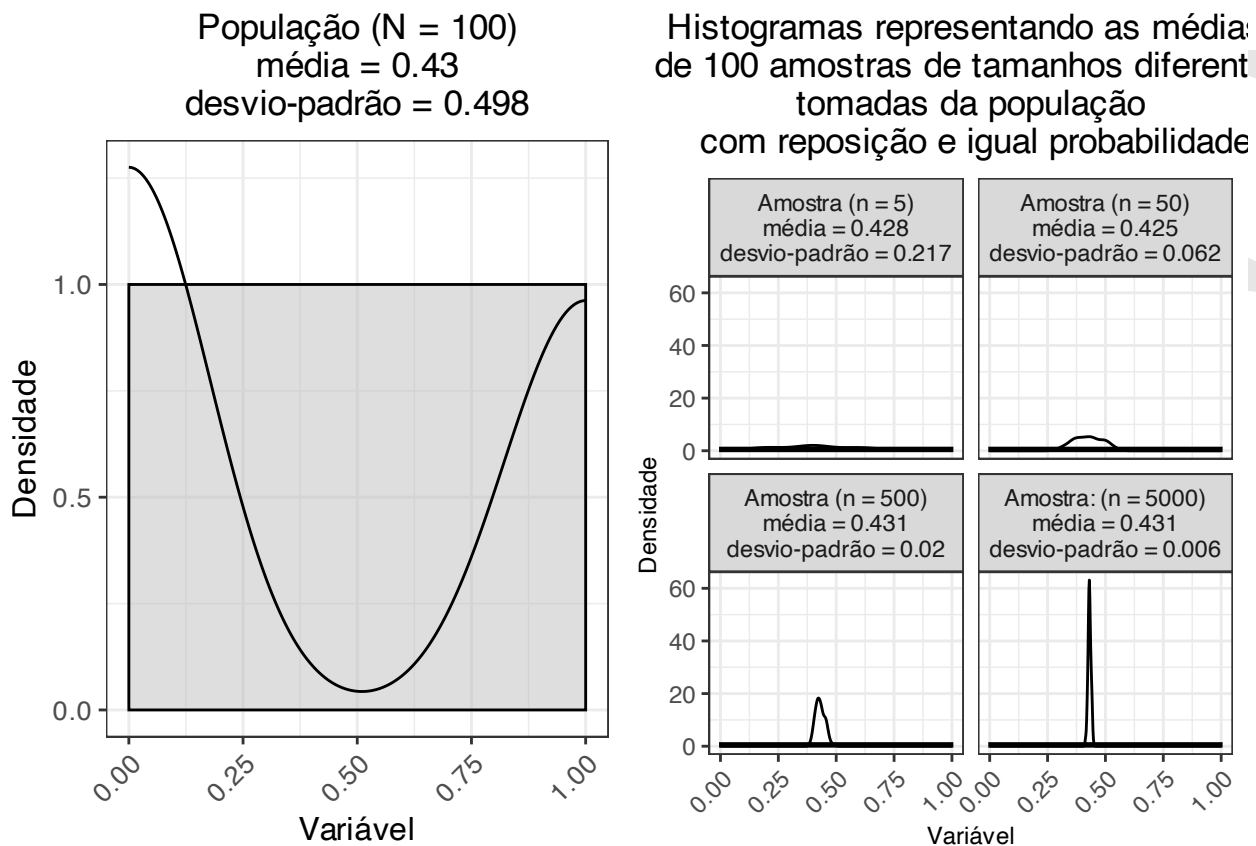 População (N = 100)
média = 0.43
desvio-padrão = 0.498
1.0
0.5
0.0
Densidade
0.00
0.25
0.50
0.75
1.00
Variável
Histogramas representando as médias
de 100 amostras de tamanhos diferent
tomadas da população
com reposição e igual probabilidade
Amostra (n = 5)
média = 0.428
desvio-padrão = 0.217
Amostra (n = 50)
média = 0.425
desvio-padrão = 0.062
60
40
20
0
Amostra (n = 500)
média = 0.431
desvio-padrão = 0.02
Amostra: (n = 5000)
média = 0.431
desvio-padrão = 0.006
60
40
20
0
Densidade
0.00
0.25
0.50
0.75
1.00
0.00
0.25
0.50
0.75
1.00
Variável